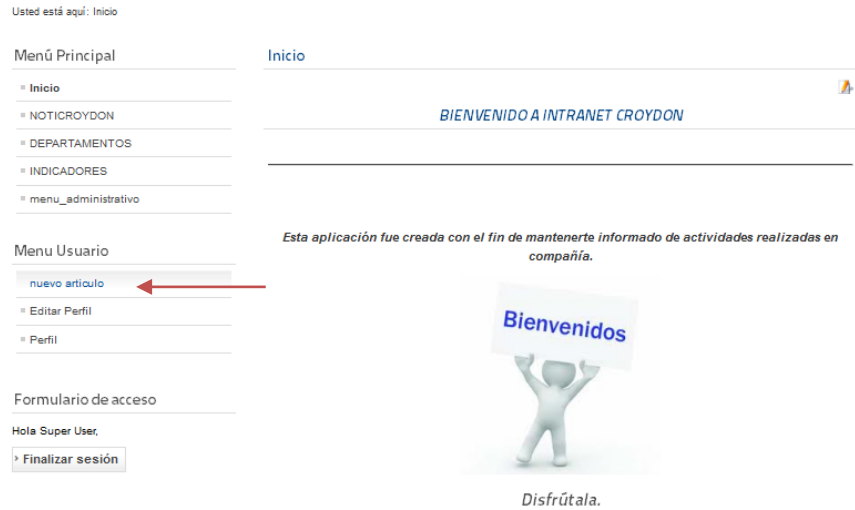 Usted está aquí: Inicio
Menú Principal
Inicio
NOTICROYDON
DEPARTAMENTOS
INDICADORES
menu_administrativo
Menu Usuario
nuevo articulo
Editar Perfil
Perfil
Formulario de acceso
Hola Super User,
Finalizar sesión
Inicio
BIENVENIDO A INTRANET CROYDON
Esta aplicación fue creada con el fin de mantenerte informado de actividades realizadas en
compañía.
Bienvenidos
Disfrútala.